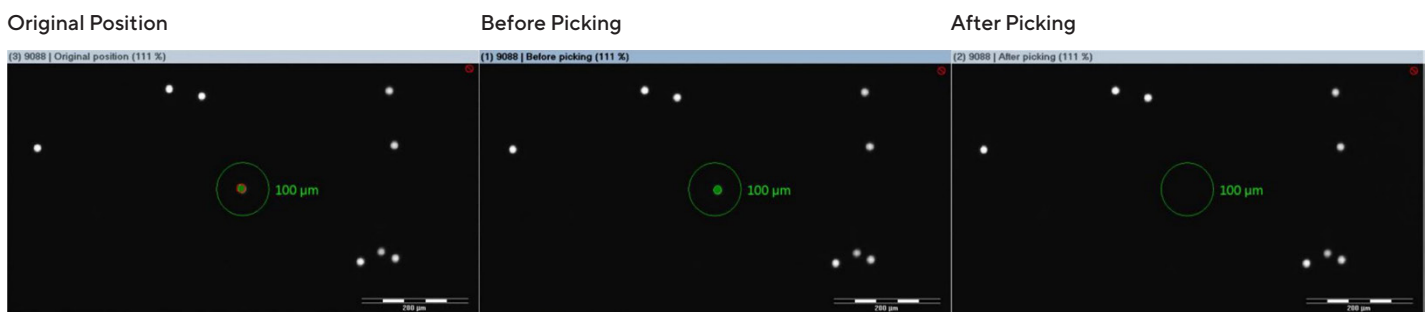 Original Position
Before Picking
After Picking
(3) 9088 | Original position (111 %)
(1) 9088 | Before picking (111 %)
(2) 9088 | After picking (111 %)
100 µm
100 µm
100 µm
200 µm
200 µm
200 µm